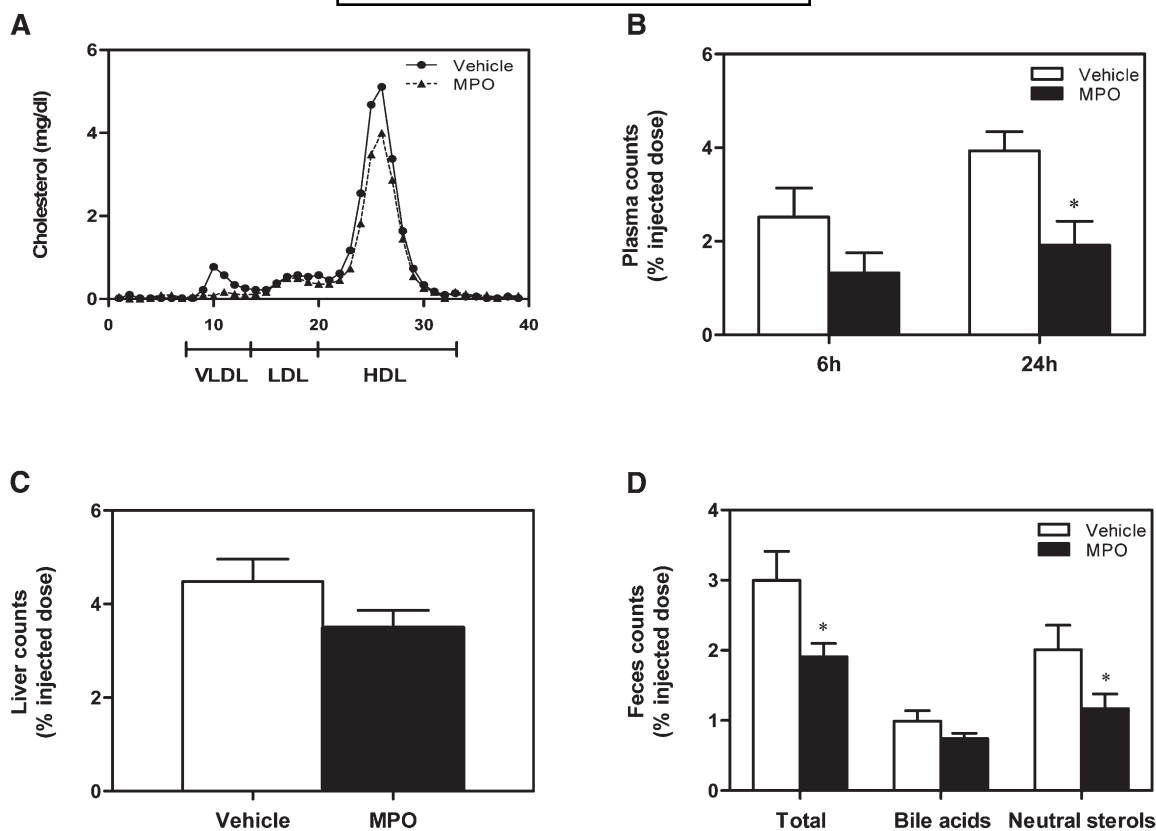 A
Cholesterol (mg/dl)
6
4
2
0
Vehicle
MPO
0 10 20 30 40
VLDL LDL HDL
B
Plasma counts
(% injected dose)
6
4
2
0
Vehicle
MPO
*
6h 24h
C
Liver counts
(% injected dose)
6
4
2
0
Vehicle MPO
D
Feces counts
(% injected dose)
4
3
2
1
0
Vehicle
MPO
*
*
Total Bile acids Neutral sterols